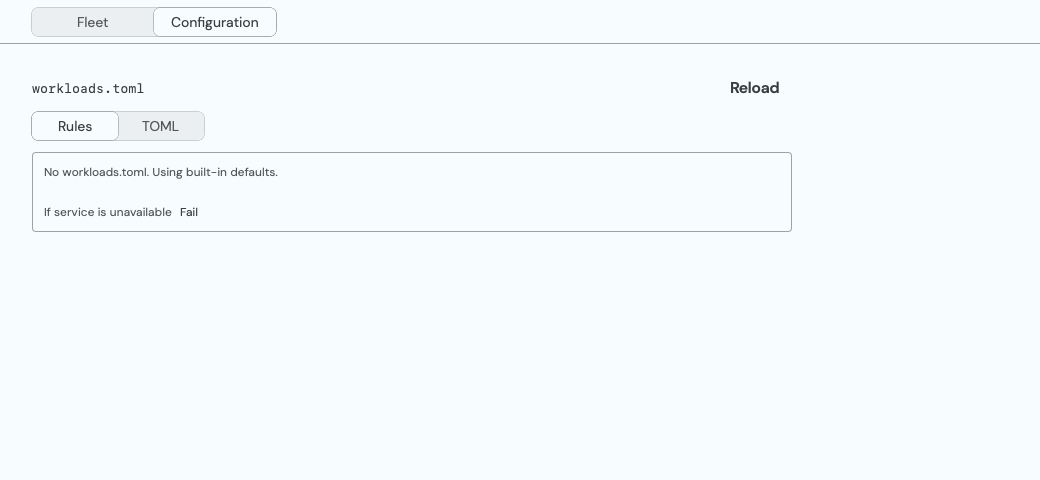 Fleet Configuration
workloads.toml Reload
Rules TOML
No workloads.toml. Using built-in defaults.
If service is unavailable Fail